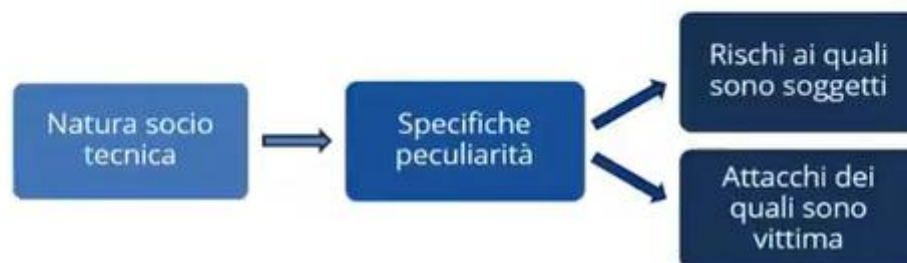 Natura socio
tecnica
Specifiche
peculiarità
Rischi ai quali
sono soggetti
Attacchi dei
quali sono
vittima